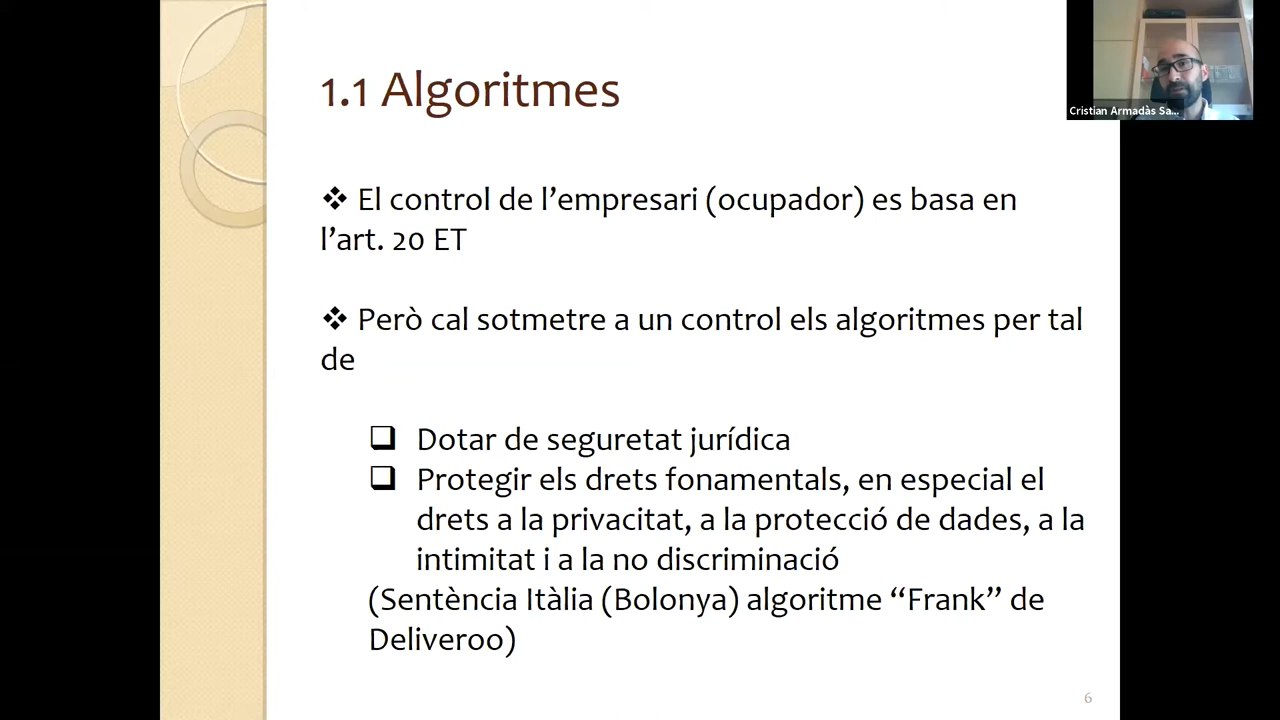 1.1 Algoritmes
Cristian Armadàs Sa...
❖ El control de l’empresari (ocupador) es basa en
l’art. 20 ET
❖ Però cal sotmetre a un control els algoritmes per tal
de
❑ Dotar de seguretat jurídica
❑ Protegir els drets fonamentals, en especial el
drets a la privacitat, a la protecció de dades, a la
intimitat i a la no discriminació
(Sentència Itàlia (Bolonya) algoritme “Frank” de
Deliveroo)
6